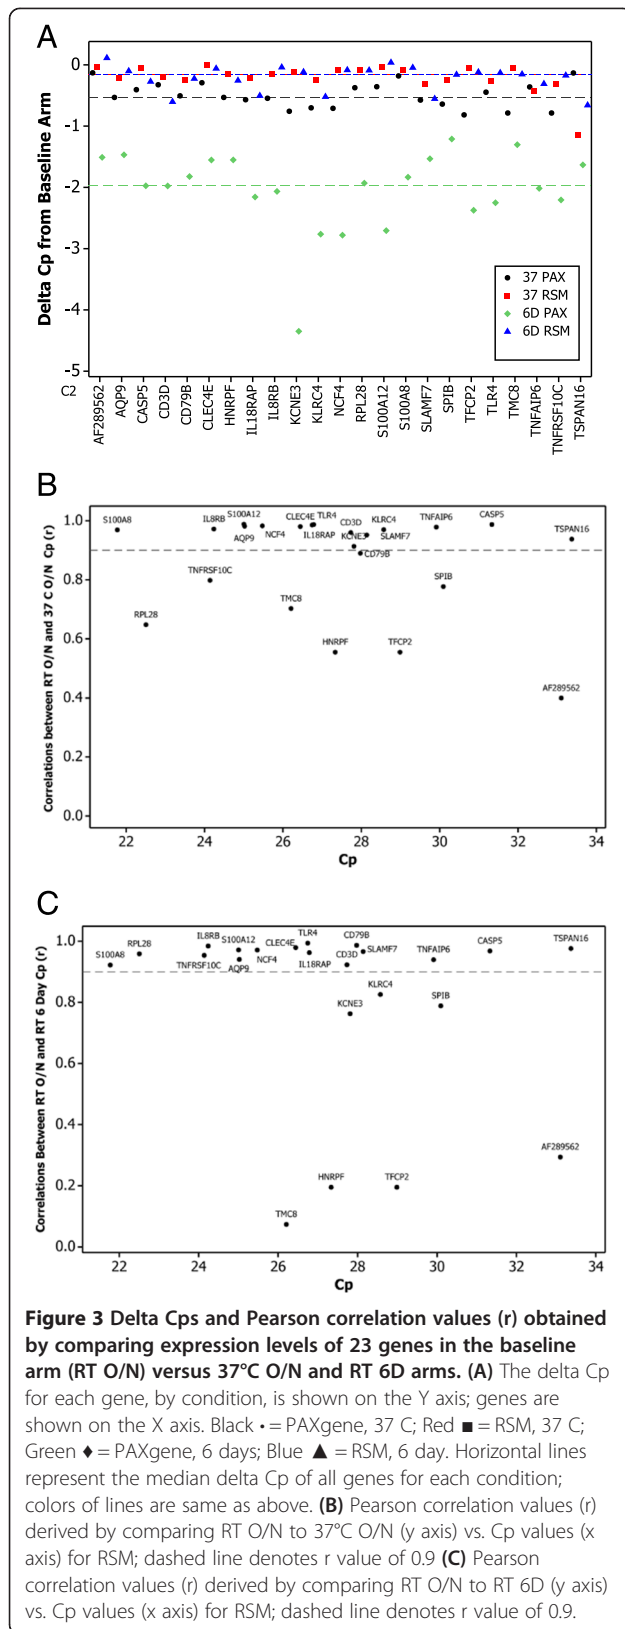 A
0
-1
-2
-3
-4
-5
Delta Cp from Baseline Arm
37 PAX
37 RSM
6D PAX
6D RSM
C2
AF289562
AQP9
CASP5
CD3D
CD79B
CLEC4E
HNRPF
IL18RAP
IL8RB
KCNE3
KLRC4
NCF4
RPL28
S100A12
S100A8
SLAMF7
SPIB
TFCP2
TLR4
TMC8
TNFAIP6
TNFRSF10C
TSPAN16
B
Correlations between RT O/N and 37 C O/N Cp (r)
1.0
0.8
0.6
0.4
0.2
0.0
S100A8
IL8RB
S100A12
AQP9
NCF4
CLEC4E
TLR4
IL18RAP
CD3D
KCNE3
CD79B
KLRC4
SLAMF7
TNFAIP6
CASP5
TSPAN16
TNFRSF10C
TMC8
SPIB
RPL28
HNRPF
TFCP2
AF289562
22 24 26 28 30 32 34
Cp
C
Correlations Between RT O/N and RT 6 Day Cp (r)
1.0
0.8
0.6
0.4
0.2
0.0
S100A8
RPL28
IL8RB
TNFRSF10C
S100A12
AQP9
NCF4
CLEC4E
TLR4
IL18RAP
CD79B
CD3D
SLAMF7
TNFAIP6
CASP5
TSPAN16
KCNE3
KLRC4
SPIB
AF289562
HNRPF
TFCP2
TMC8
22 24 26 28 30 32 34
Cp
Figure 3 Delta Cps and Pearson correlation values (r) obtained
by comparing expression levels of 23 genes in the baseline
arm (RT O/N) versus 37°C O/N and RT 6D arms. (A) The delta Cp
for each gene, by condition, is shown on the Y axis; genes are
shown on the X axis. Black • = PAXgene, 37 C; Red ■ = RSM, 37 C;
Green ♦ = PAXgene, 6 days; Blue ▲ = RSM, 6 day. Horizontal lines
represent the median delta Cp of all genes for each condition;
colors of lines are same as above. (B) Pearson correlation values (r)
derived by comparing RT O/N to 37°C O/N (y axis) vs. Cp values (x
axis) for RSM; dashed line denotes r value of 0.9 (C) Pearson
correlation values (r) derived by comparing RT O/N to RT 6D (y axis)
vs. Cp values (x axis) for RSM; dashed line denotes r value of 0.9.